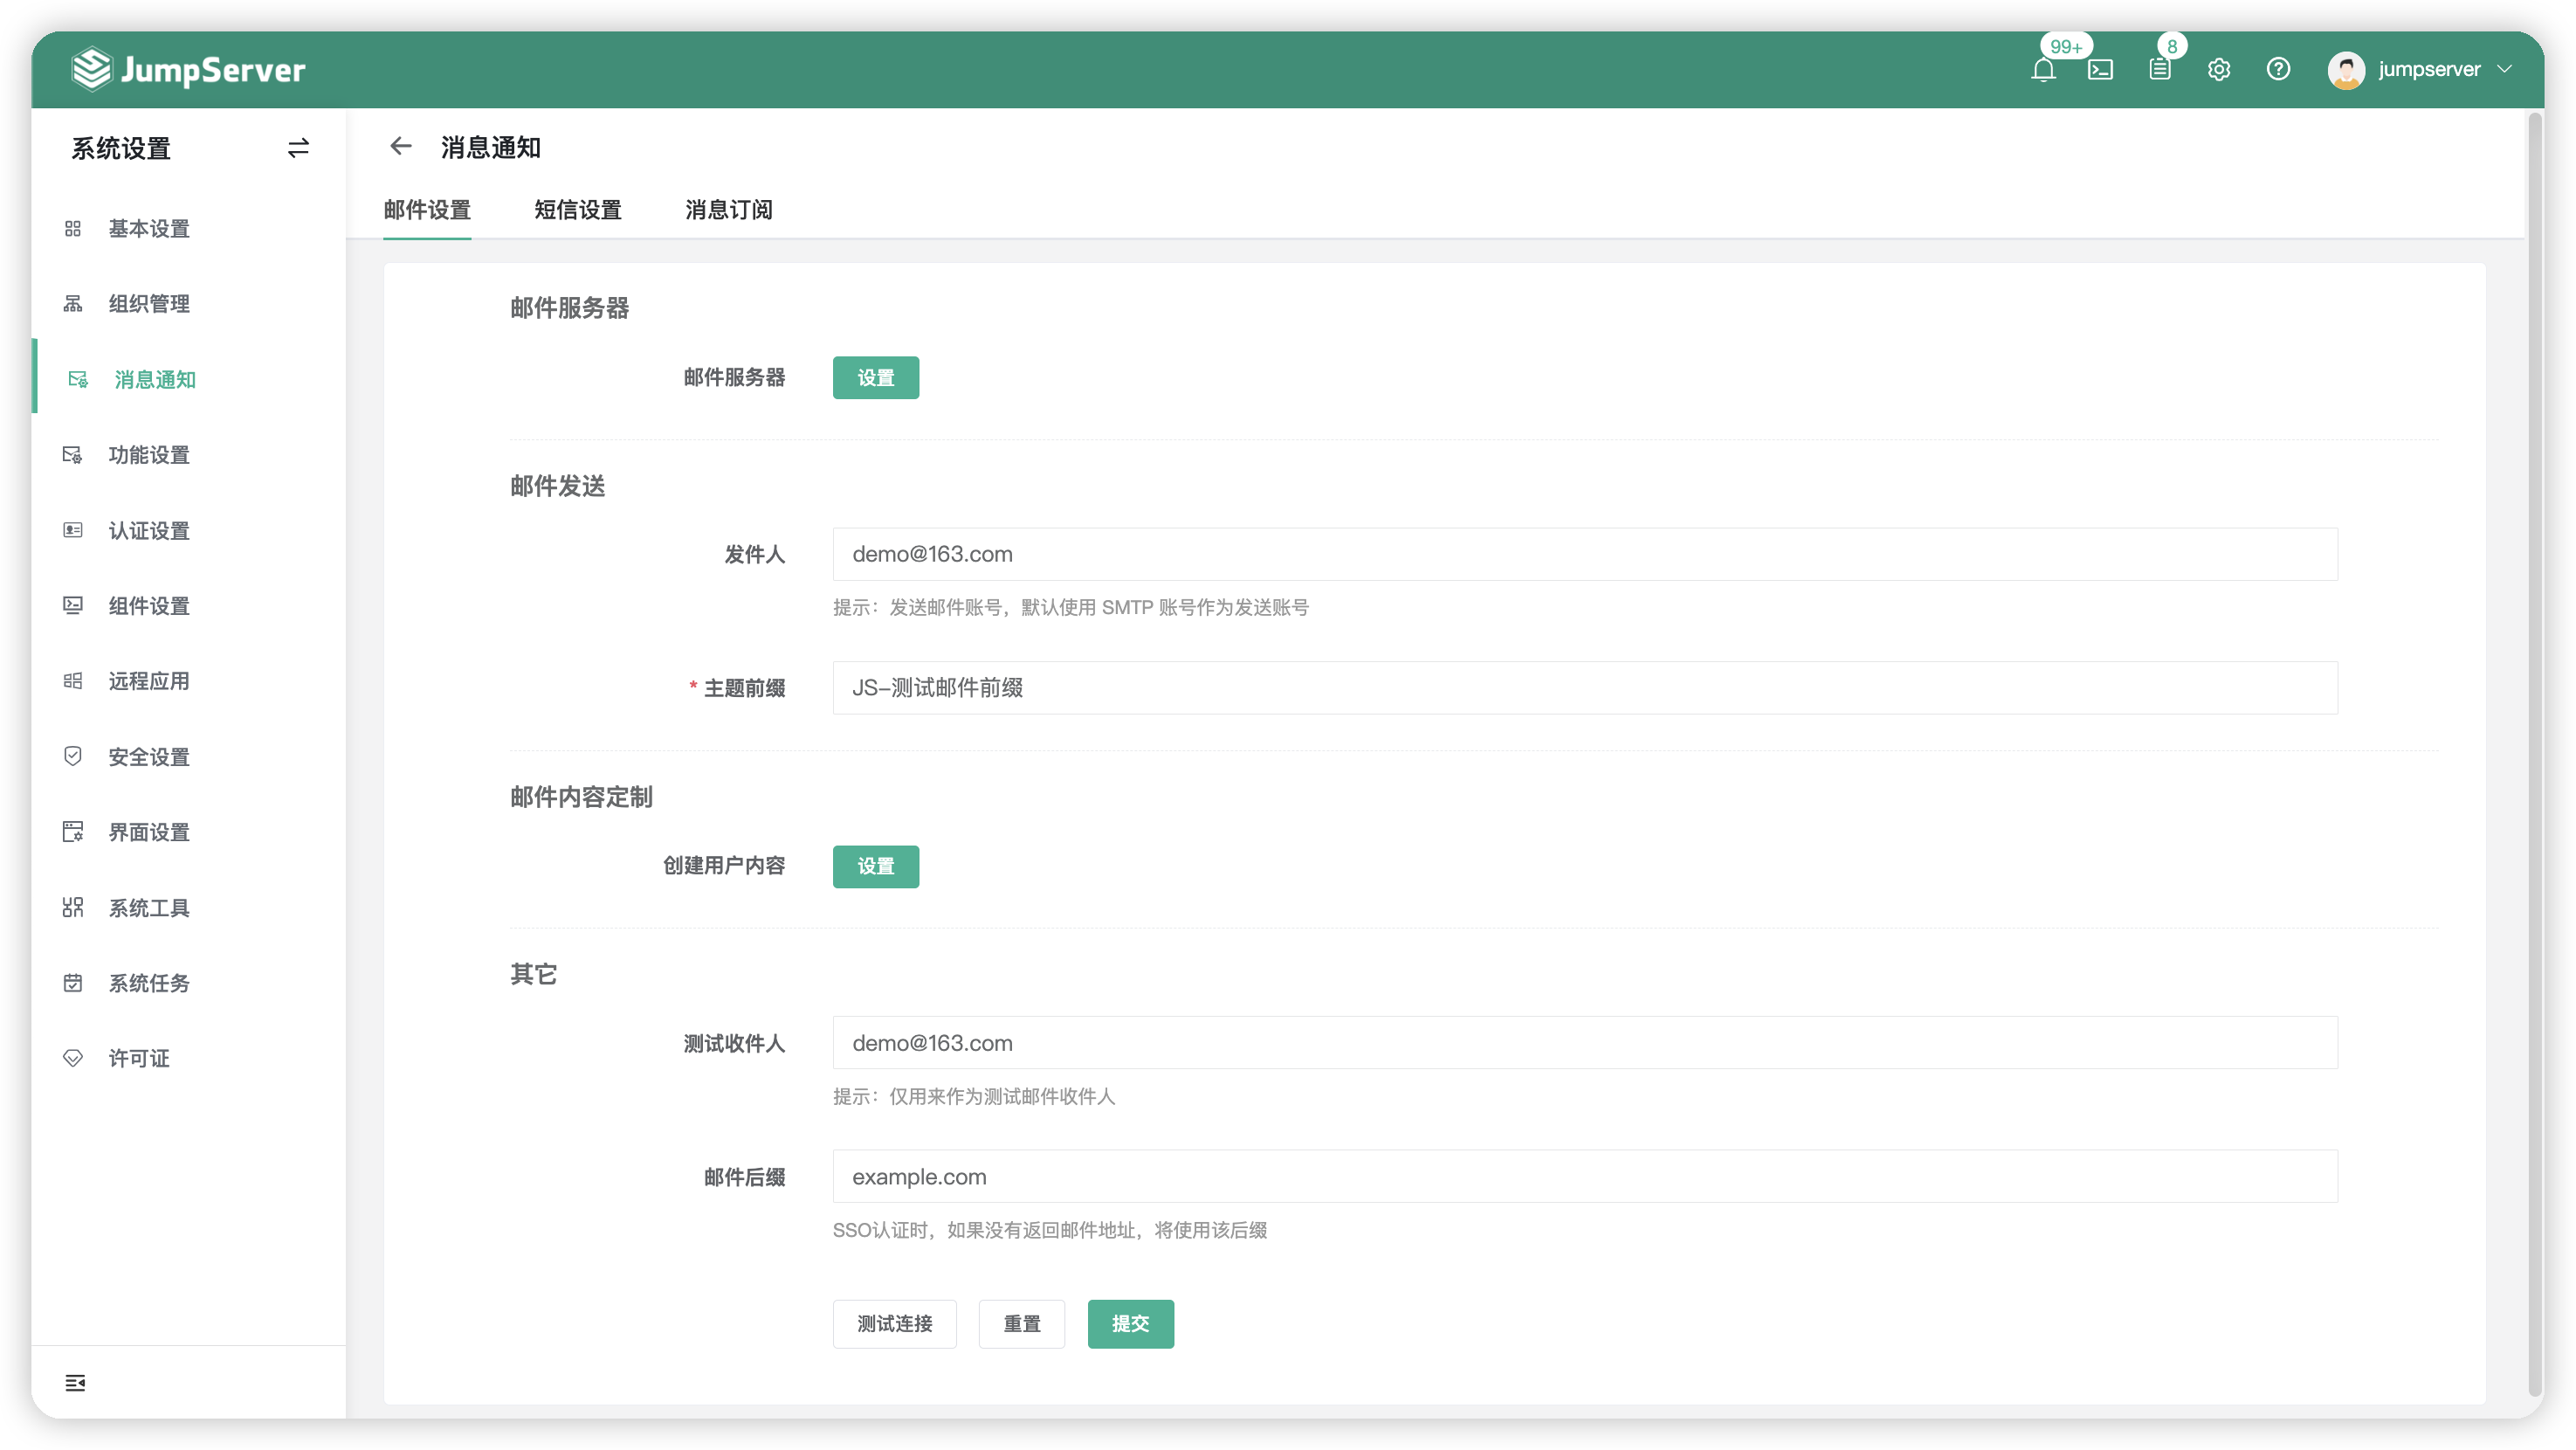 JumpServer
99+
8
jumpserver
系统设置
基本设置
组织管理
消息通知
功能设置
认证设置
组件设置
远程应用
安全设置
界面设置
系统工具
系统任务
许可证
消息通知
邮件设置 短信设置 消息订阅
邮件服务器
邮件服务器 设置
邮件发送
发件人 demo@163.com
提示：发送邮件账号，默认使用 SMTP 账号作为发送账号
* 主题前缀 JS-测试邮件前缀
邮件内容定制
创建用户内容 设置
其它
测试收件人 demo@163.com
提示：仅用来作为测试邮件收件人
邮件后缀 example.com
SSO认证时，如果没有返回邮件地址，将使用该后缀
测试连接 重置 提交